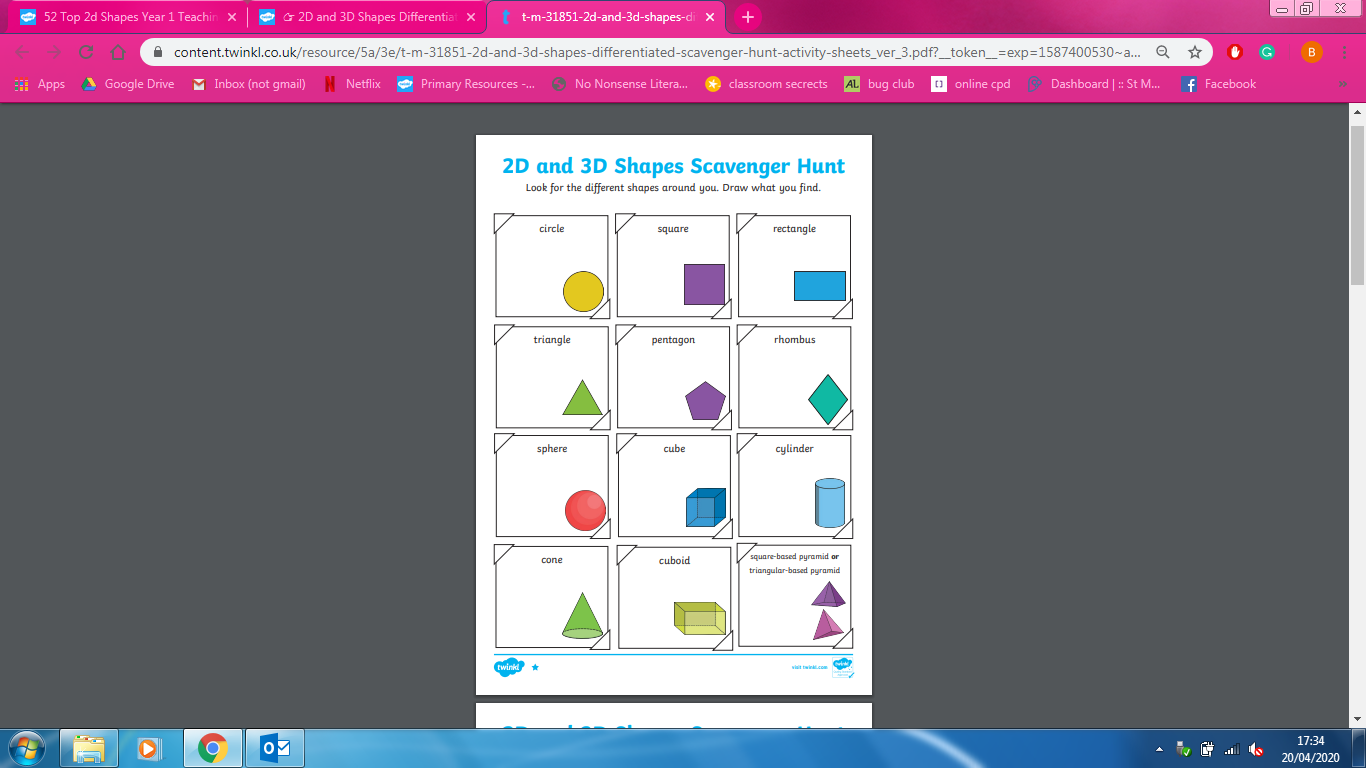 52 Top 2d Shapes Year 1 Teachin
☞ 2D and 3D Shapes Differentiat
t-m-31851-2d-and-3d-shapes-di
content.twinkl.co.uk/resource/5a/3e/t-m-31851-2d-and-3d-shapes-differentiated-scavenger-hunt-activity-sheets_ver_3.pdf?__token__=exp=1587400530~a...
B
Apps Google Drive Inbox (not gmail) Netflix Primary Resources -... No Nonsense Litera... classroom secrects AL bug club online cpd Dashboard | :: St M... Facebook »
2D and 3D Shapes Scavenger Hunt
Look for the different shapes around you. Draw what you find.
circle square rectangle
triangle pentagon rhombus
sphere cube cylinder
cone cuboid square-based pyramid or
triangular-based pyramid
twinkl
visit twinkl.com
twinkl
17:34
20/04/2020